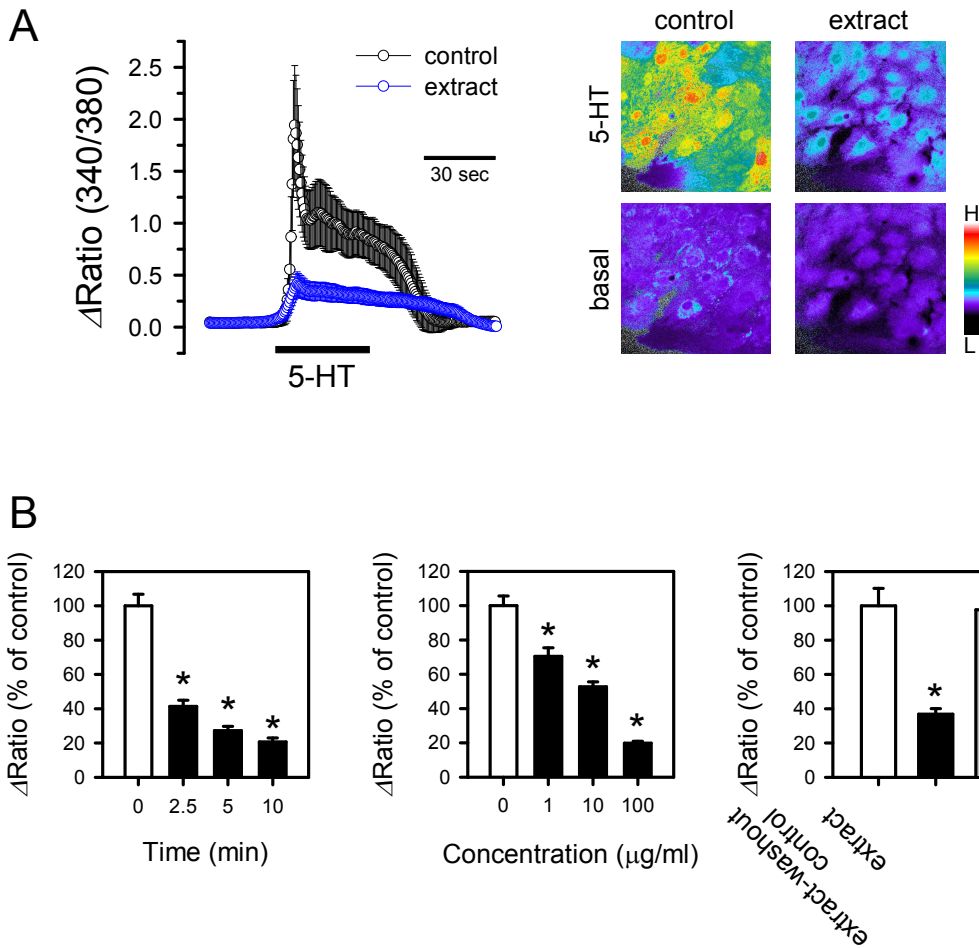 A
control
extract
2.5
2.0
1.5
1.0
0.5
0.0
ΔRatio (340/380)
30 sec
5-HT
control
extract
5-HT
basal
H
L
B
120
100
80
60
40
20
0
ΔRatio (% of control)
*
*
*
0
2.5
5
10
Time (min)
120
100
80
60
40
20
0
ΔRatio (% of control)
*
*
*
0
1
10
100
Concentration (μg/ml)
120
100
80
60
40
20
0
ΔRatio (% of control)
*
extract-washout
control
extract